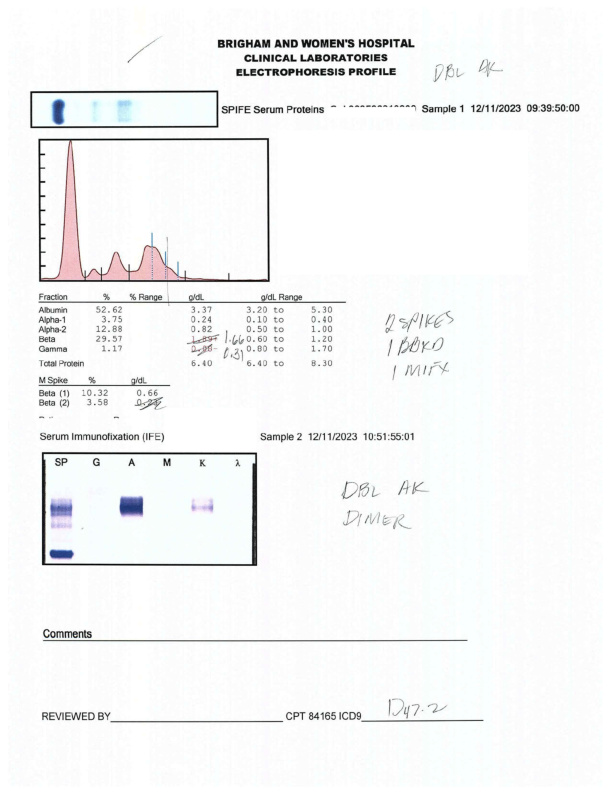 BRIGHAM AND WOMEN'S HOSPITAL
CLINICAL LABORATORIES
ELECTROPHORESIS PROFILE
DBL AK
SPIFE Serum Proteins Sample 1 12/11/2023 09:39:50:00
Fraction % % Range g/dL g/dL Range
Albumin 52.62 3.37 3.20 to 5.30
Alpha-1 3.75 0.24 0.10 to 0.40
Alpha-2 12.88 0.82 0.50 to 1.00
Beta 29.57 1.89 1.66 0.60 to 1.20
Gamma 1.17 0.08 0.31 0.80 to 1.70
Total Protein 6.40 6.40 to 8.30
2 SPIKES
1 BBKD
1 MIFX
M Spike % g/dL
Beta (1) 10.32 0.66
Beta (2) 3.58
Serum Immunofixation (IFE) Sample 2 12/11/2023 10:51:55:01
SP G A M K λ
DBL AK
DIMER
Comments
REVIEWED BY CPT 84165 ICD9 D47.2